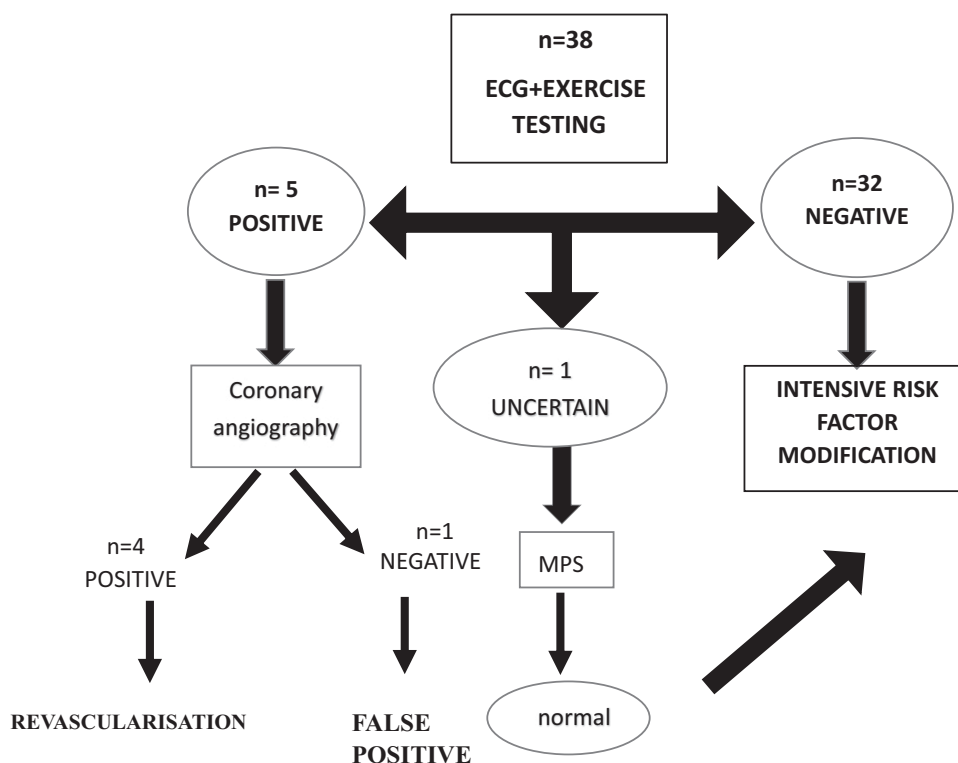 n=38
ECG+EXERCISE
TESTING
n= 5
POSITIVE
n=32
NEGATIVE
n= 1
UNCERTAIN
Coronary
angiography
INTENSIVE RISK
FACTOR
MODIFICATION
n=4
POSITIVE
n=1
NEGATIVE
MPS
REVASCULARISATION
FALSE
POSITIVE
normal